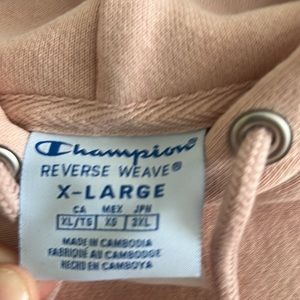 Champion
REVERSE WEAVE®
X-LARGE
CA MEX JPN
XL/TG XG 3XL
MADE IN CAMBODIA
FABRIQUÉ AU CAMBODGE
HECHO EN CAMBOYA